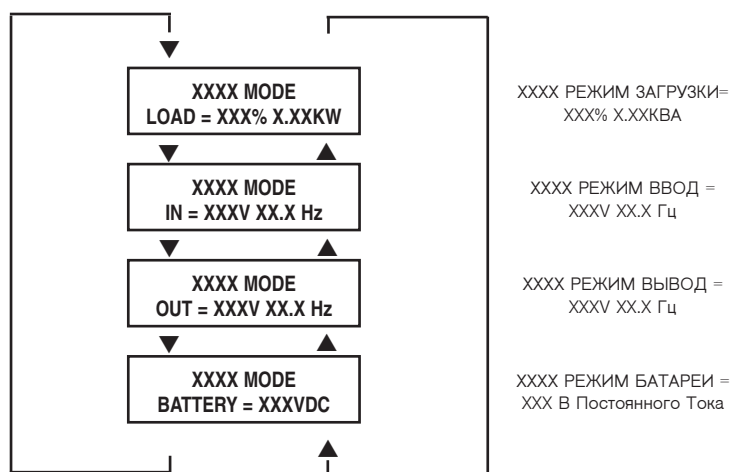 XXXX MODE
LOAD = XXX% X.XXKW
XXXX РЕЖИМ ЗАГРУЗКИ=
XXX% X.XXКВА
XXXX MODE
IN = XXXV XX.X Hz
XXXX РЕЖИМ ВВОД =
XXXV XX.X Гц
XXXX MODE
OUT = XXXV XX.X Hz
XXXX РЕЖИМ ВЫВОД =
XXXV XX.X Гц
XXXX MODE
BATTERY = XXXVDC
XXXX РЕЖИМ БАТАРЕИ =
XXX В Постоянного Тока